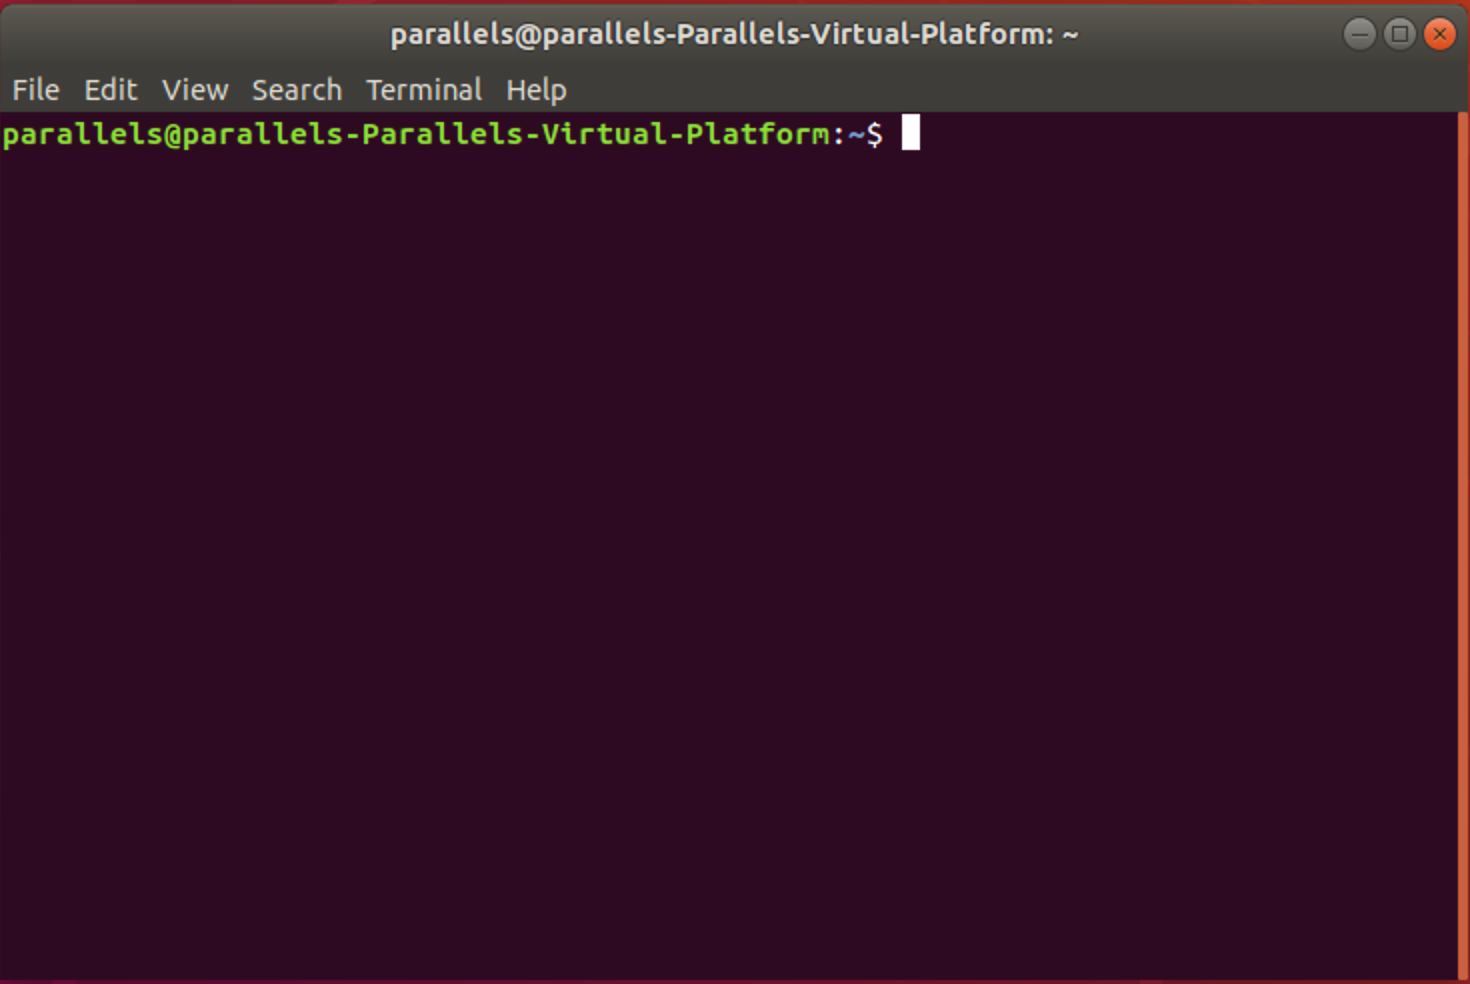 parallels@parallels-Parallels-Virtual-Platform: ~
File Edit View Search Terminal Help
parallels@parallels-Parallels-Virtual-Platform:~$